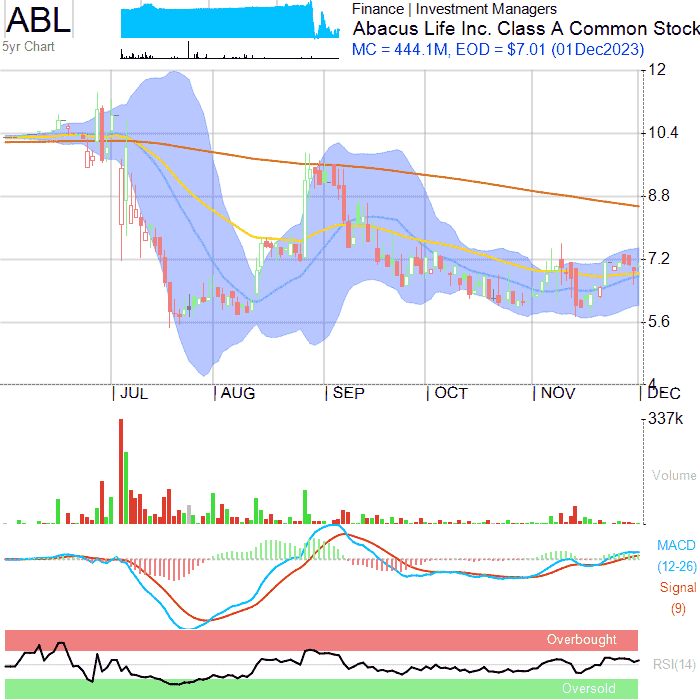 ABL
5yr Chart
Finance | Investment Managers
Abacus Life Inc. Class A Common Stock
MC = 444.1M, EOD = $7.01 (01Dec2023)
12
10.4
8.8
7.2
5.6
4
| JUL | AUG | SEP | OCT | NOV | DEC
337k
Volume
MACD
(12-26)
Signal
(9)
Overbought
RSI(14)
Oversold